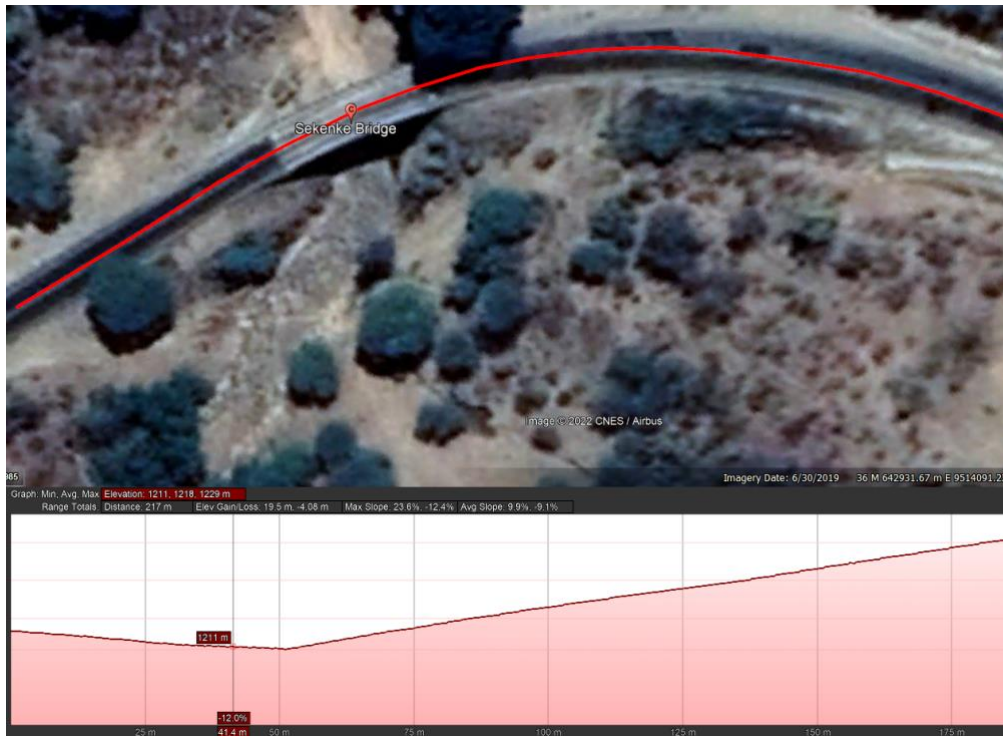 C
Sekenke Bridge
Image © 2022 CNES / Airbus
985
Imagery Date: 6/30/2019 36 M 642931.67 m E 9514091.2
Graph: Min, Avg, Max Elevation: 1211, 1218, 1229 m
Range Totals Distance: 217 m Elev Gain/Loss: 19.5 m, -4.08 m Max Slope: 23.6%, -12.4% Avg Slope: 9.9%, -9.1%
1211 m
-12.0%
25 m 41.4 m 50 m 75 m 100 m 125 m 150 m 175 m